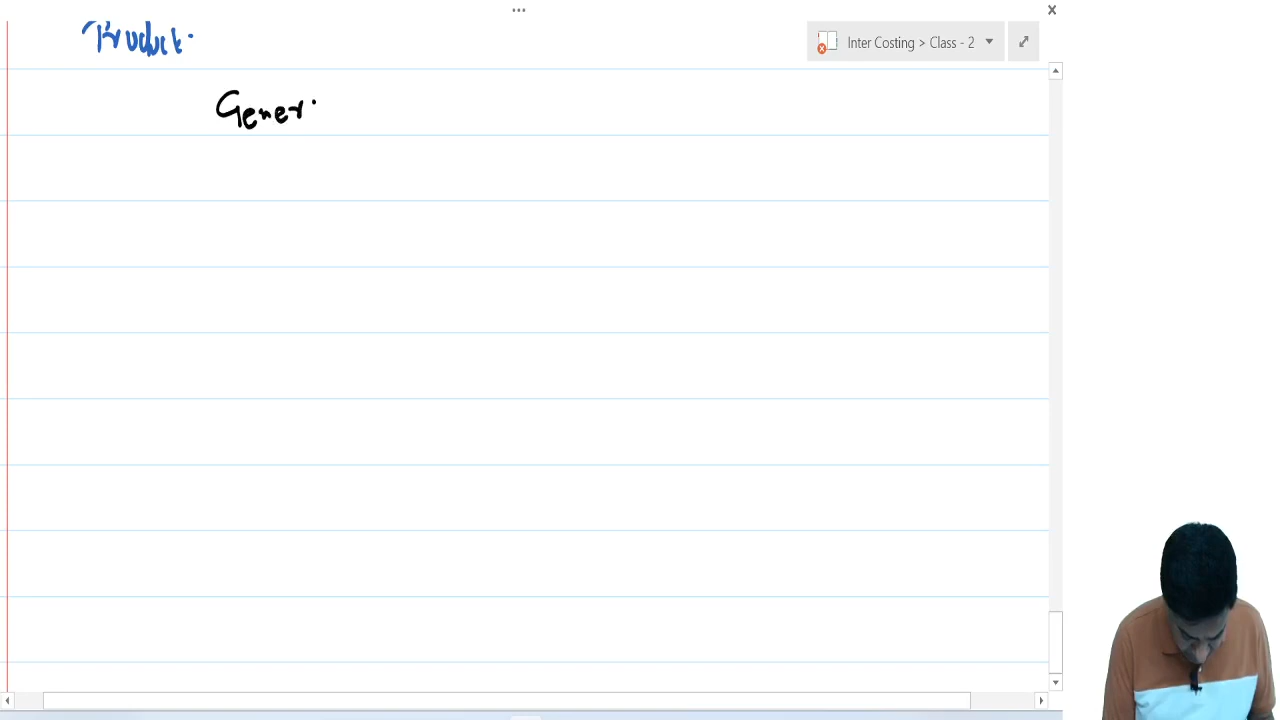 Product.
Inter Costing > Class - 2
Gener